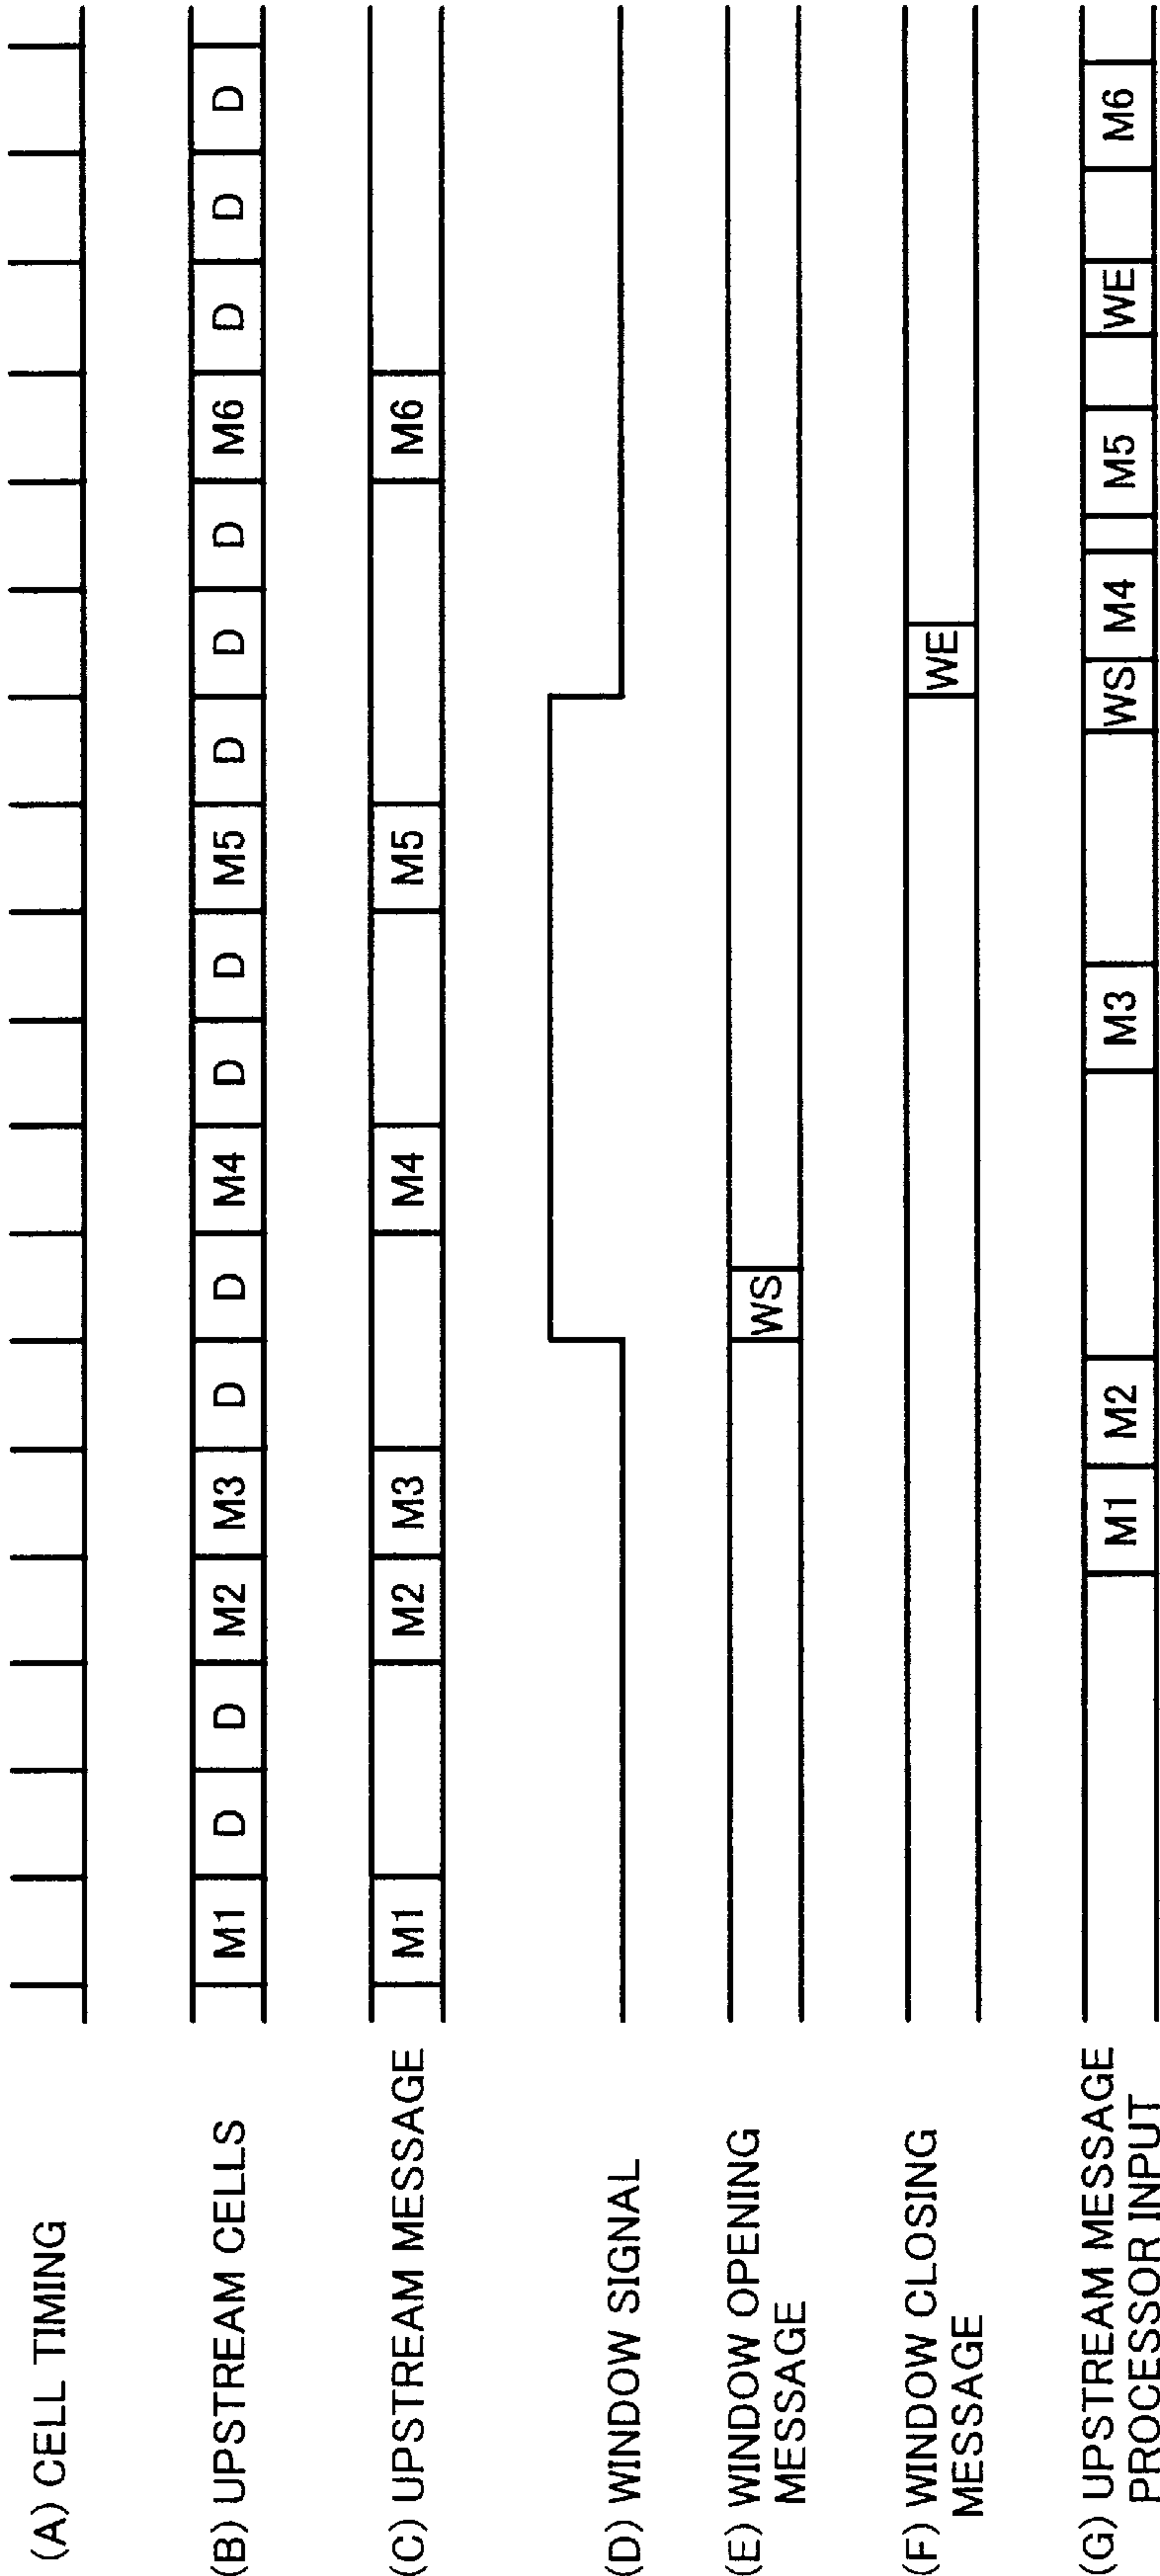 (A) CELL TIMING
(B) UPSTREAM CELLS
M1 D D M2 M3 D D M4 D D M5 D D D M6 D D D
(C) UPSTREAM MESSAGE
M1 M2 M3 M4 M5 M6
(D) WINDOW SIGNAL
(E) WINDOW OPENING
MESSAGE
WS
(F) WINDOW CLOSING
MESSAGE
WE
(G) UPSTREAM MESSAGE
PROCESSOR INPUT
M1 M2 M3 WS M4 M5 WE M6